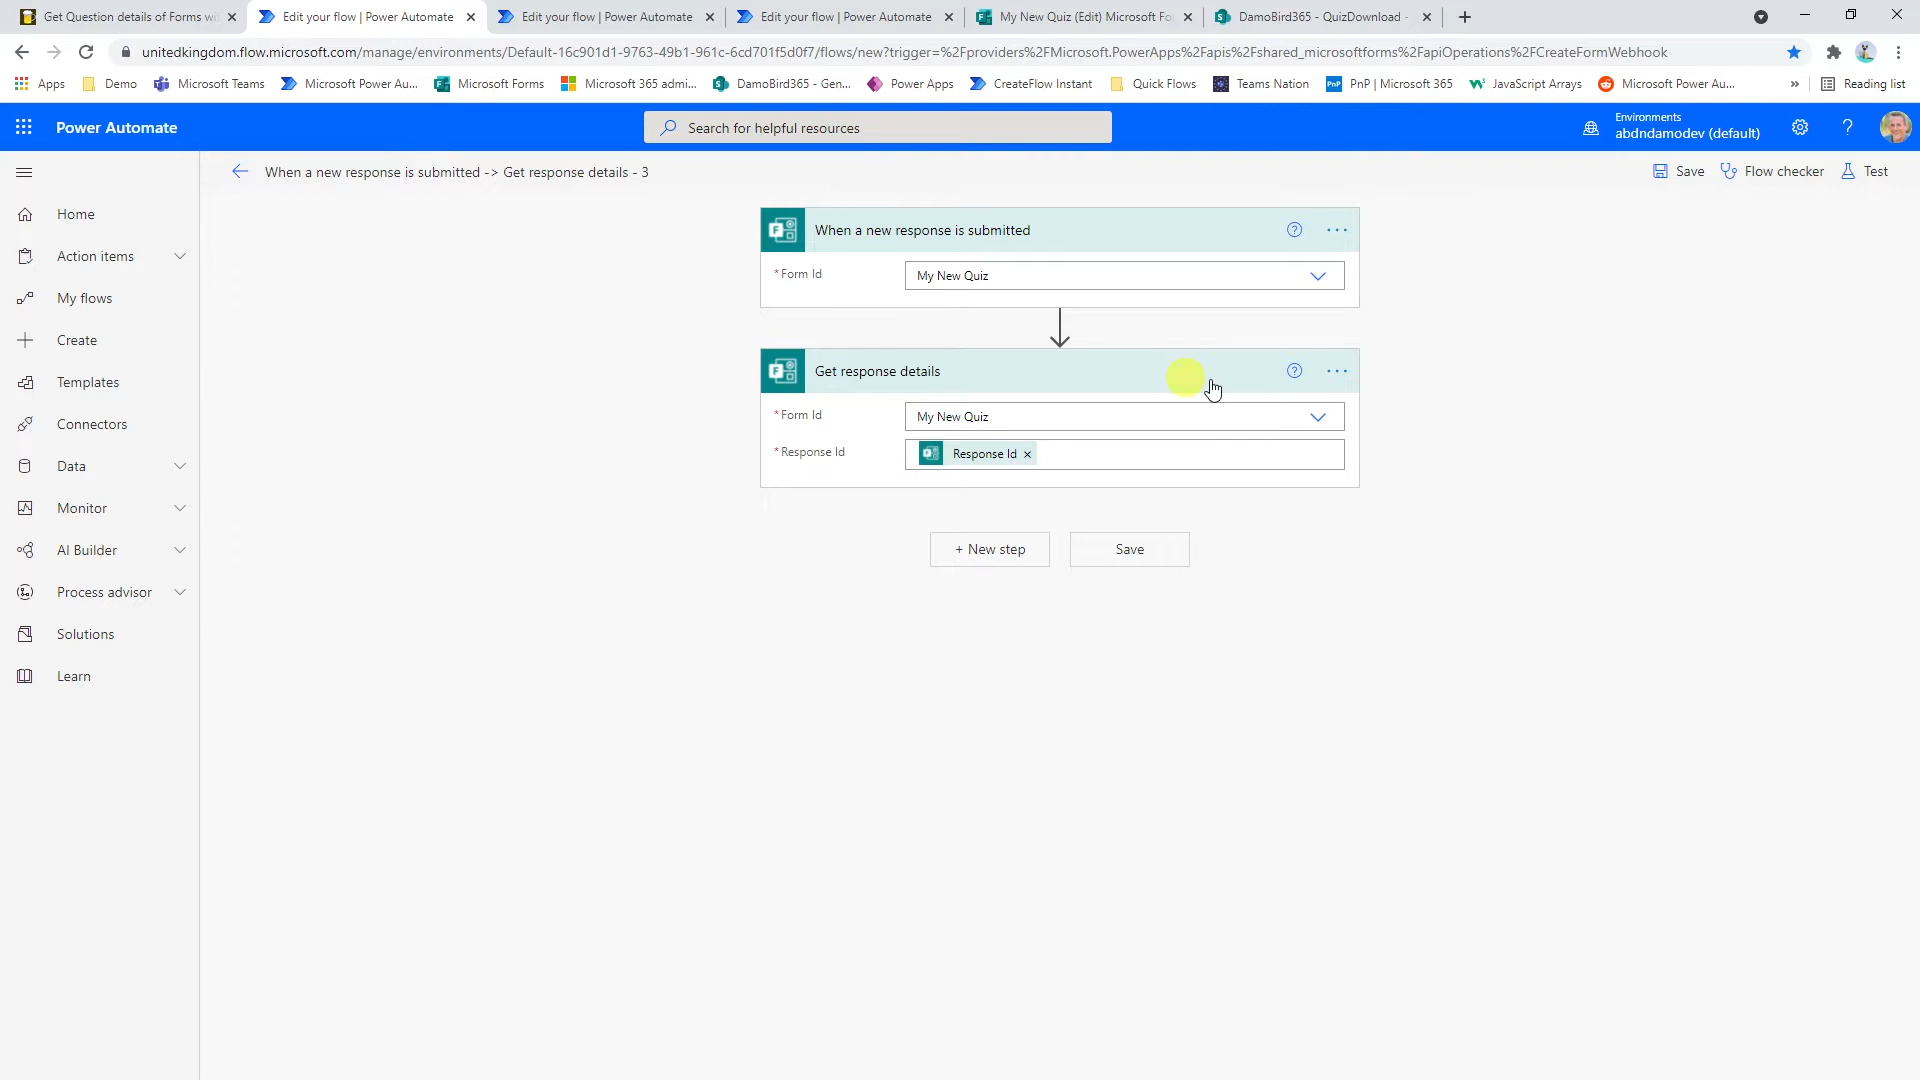 Get Question details of Forms wi
Edit your flow | Power Automate
Edit your flow | Power Automate
Edit your flow | Power Automate
My New Quiz (Edit) Microsoft Fo
DamoBird365 - QuizDownload -
unitedkingdom.flow.microsoft.com/manage/environments/Default-16c901d1-9763-49b1-961c-6cd701f5d0f7/flows/new?trigger=%2Fproviders%2FMicrosoft.PowerApps%2Fapis%2Fshared_microsoftforms%2FapiOperations%2FCreateFormWebhook
Apps
Demo
Microsoft Teams
Microsoft Power Au...
Microsoft Forms
Microsoft 365 admi...
DamoBird365 - Gen...
Power Apps
CreateFlow Instant
Quick Flows
Teams Nation
PnP PnP | Microsoft 365
JavaScript Arrays
Microsoft Power Au...
»
Reading list
Power Automate
Search for helpful resources
Environments
abdndamodev (default)
?
When a new response is submitted -> Get response details - 3
Save
Flow checker
Test
Home
Action items
My flows
Create
Templates
Connectors
Data
Monitor
AI Builder
Process advisor
Solutions
Learn
When a new response is submitted
* Form Id
My New Quiz
Get response details
* Form Id
My New Quiz
* Response Id
Response Id ×
+ New step
Save